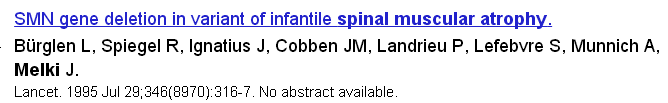 SMN gene deletion in variant of infantile spinal muscular atrophy.
Bürglen L, Spiegel R, Ignatius J, Cobben JM, Landrieu P, Lefebvre S, Munnich A,
Melki J.
Lancet. 1995 Jul 29;346(8970):316-7. No abstract available.